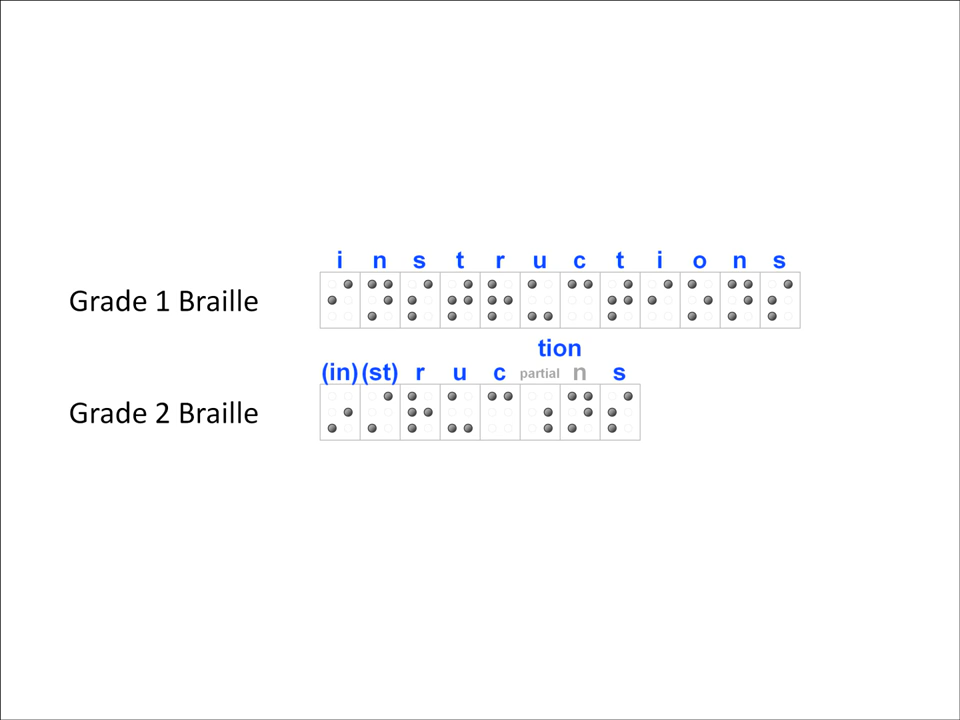 i n s t r u c t i o n s
Grade 1 Braille
tion
(in) (st) r u c partial n s
Grade 2 Braille